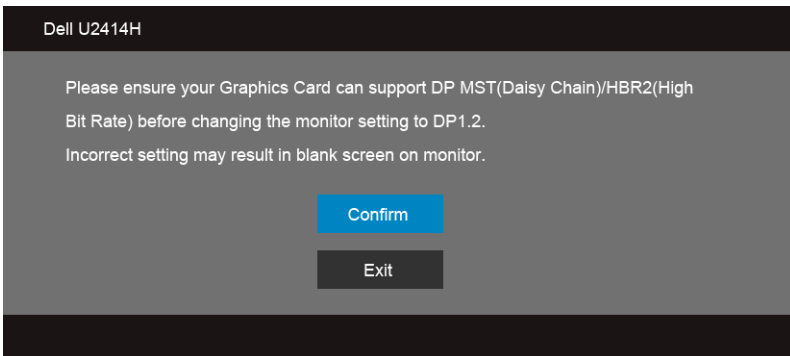 Dell U2414H
Please ensure your Graphics Card can support DP MST(Daisy Chain)/HBR2(High
Bit Rate) before changing the monitor setting to DP1.2.
Incorrect setting may result in blank screen on monitor.
Confirm
Exit